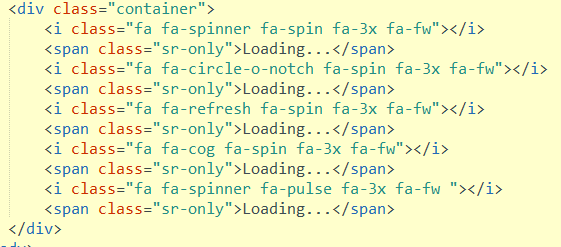 <div class="container">
    <i class="fa fa-spinner fa-spin fa-3x fa-fw"></i>
    <span class="sr-only">Loading...</span>
    <i class="fa fa-circle-o-notch fa-spin fa-3x fa-fw"></i>
    <span class="sr-only">Loading...</span>
    <i class="fa fa-refresh fa-spin fa-3x fa-fw"></i>
    <span class="sr-only">Loading...</span>
    <i class="fa fa-cog fa-spin fa-3x fa-fw"></i>
    <span class="sr-only">Loading...</span>
    <i class="fa fa-spinner fa-pulse fa-3x fa-fw "></i>
    <span class="sr-only">Loading...</span>
</div>